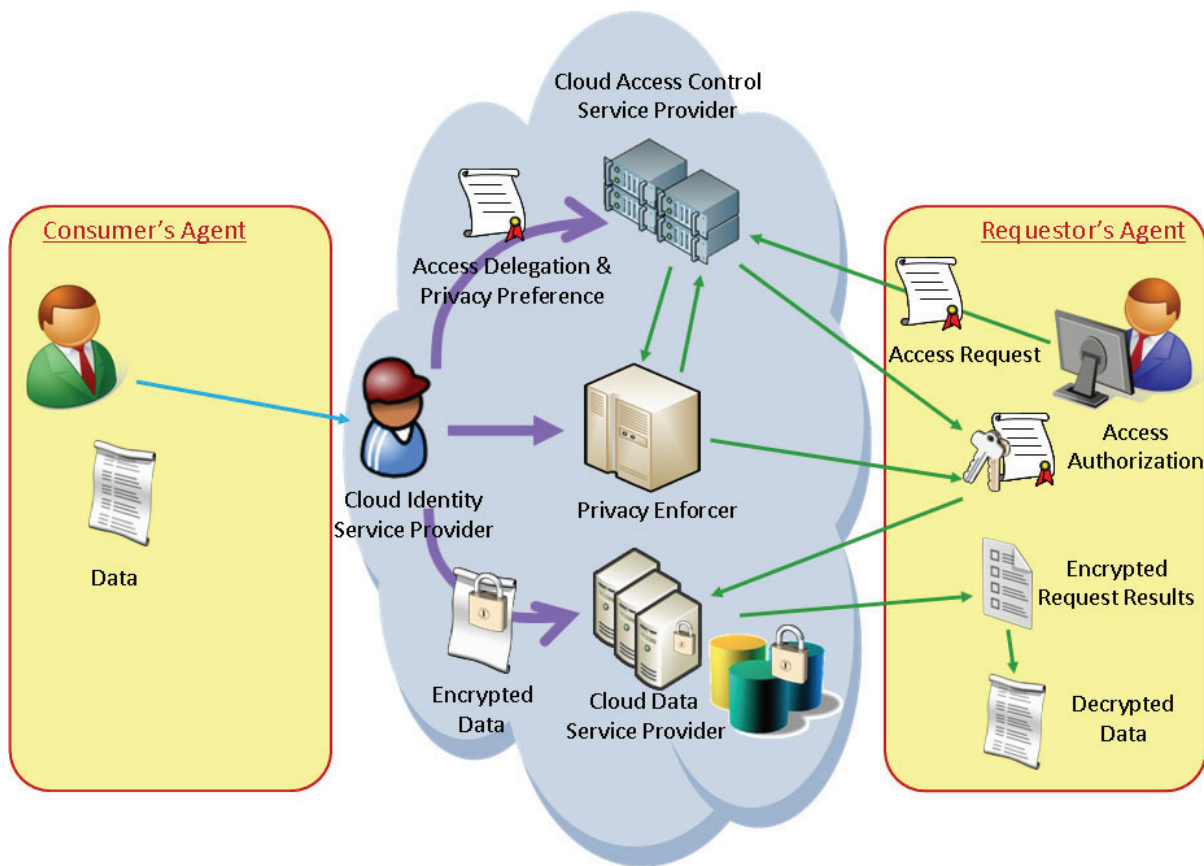 Cloud Access Control
Service Provider
Consumer's Agent
Access Delegation &
Privacy Preference
Requestor's Agent
Access Request
Access
Authorization
Cloud Identity
Service Provider
Privacy Enforcer
Data
Encrypted
Data
Cloud Data
Service Provider
Encrypted
Request Results
Decrypted
Data